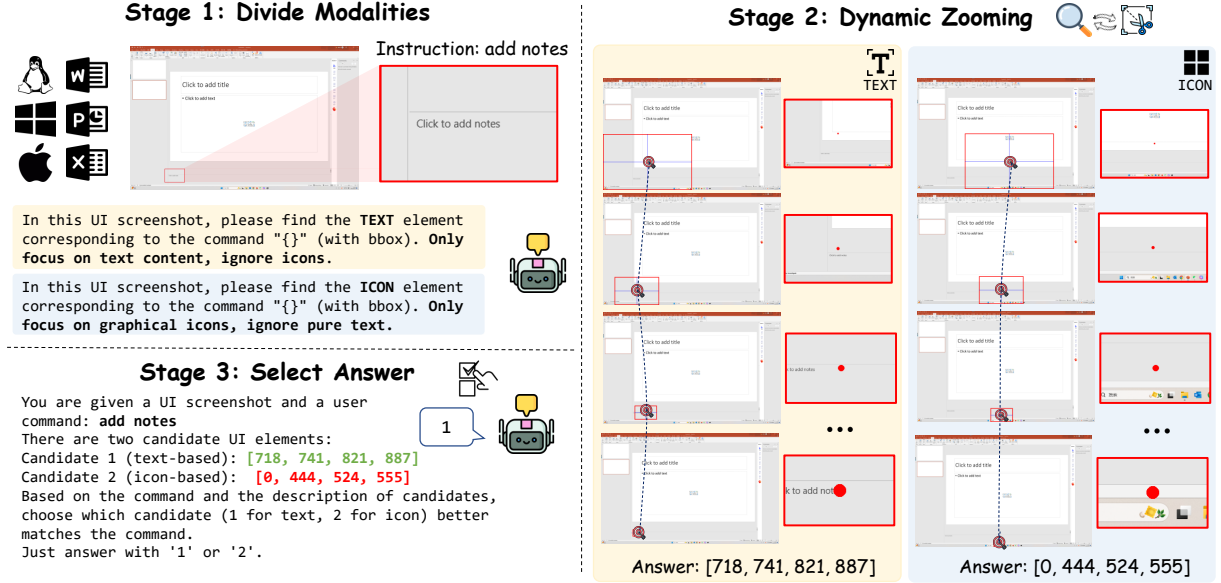 Stage 1: Divide Modalities
Instruction: add notes
Click to add title
• Click to add text
Click to add notes
In this UI screenshot, please find the TEXT element
corresponding to the command "{}" (with bbox). Only
focus on text content, ignore icons.
In this UI screenshot, please find the ICON element
corresponding to the command "{}" (with bbox). Only
focus on graphical icons, ignore pure text.
Stage 3: Select Answer
You are given a UI screenshot and a user
command: add notes
There are two candidate UI elements:
Candidate 1 (text-based): [718, 741, 821, 887]
Candidate 2 (icon-based): [0, 444, 524, 555]
Based on the command and the description of candidates,
choose which candidate (1 for text, 2 for icon) better
matches the command.
Just answer with '1' or '2'.
1
Stage 2: Dynamic Zooming
T
TEXT
Click to add title
• Click to add text
Click to add title
• Click to add text
Click to add title
• Click to add text
k to add notes
Click to add title
• Click to add text
k to add not
•••
Answer: [718, 741, 821, 887]
ICON
Click to add title
• Click to add text
Click to add title
• Click to add text
Click to add title
• Click to add text
Click to add title
• Click to add text
•••
Answer: [0, 444, 524, 555]